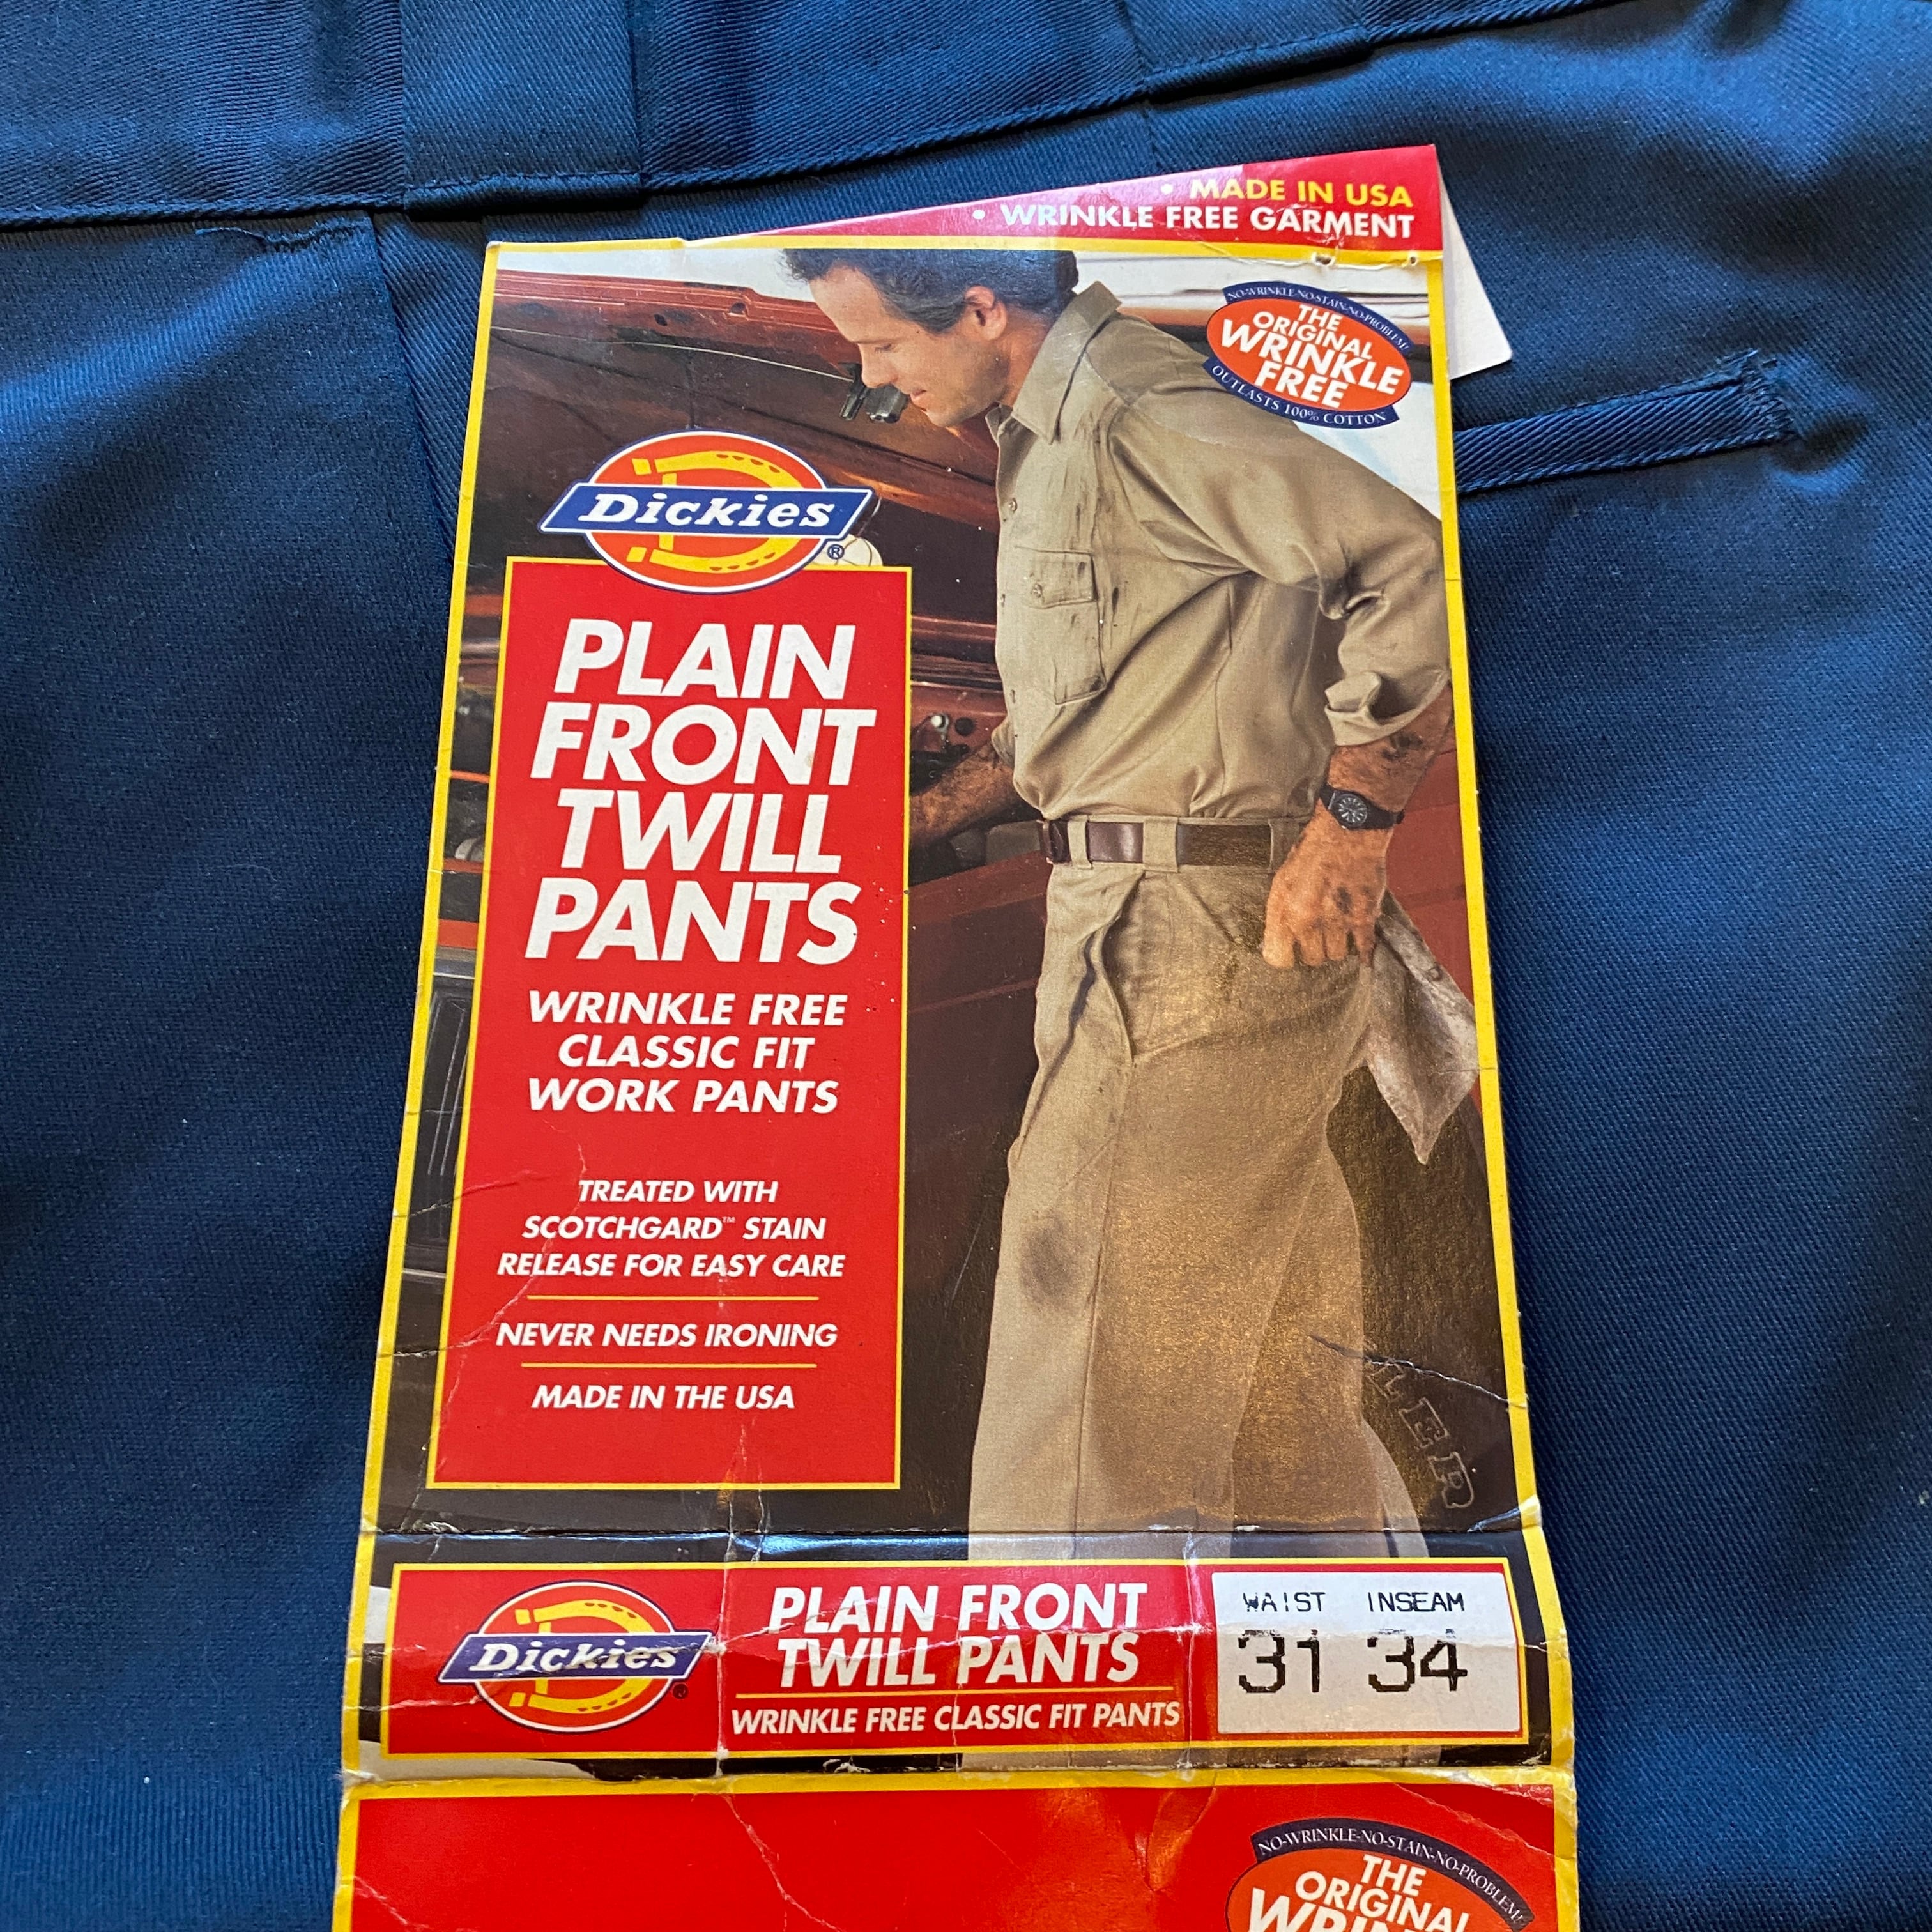 • MADE IN USA
• WRINKLE FREE GARMENT
NO-WRINKLE-NO-STAIN-NO-PROBLEM!
THE
ORIGINAL
WRINKLE
FREE
OUTLASTS 100% COTTON
Dickies®
PLAIN
FRONT
TWILL
PANTS
WRINKLE FREE
CLASSIC FIT
WORK PANTS
TREATED WITH
SCOTCHGARD™ STAIN
RELEASE FOR EASY CARE
NEVER NEEDS IRONING
MADE IN THE USA
LER
Dickies®
PLAIN FRONT
TWILL PANTS
WRINKLE FREE CLASSIC FIT PANTS
WAIST INSEAM
31 34
NO-WRINKLE-NO-STAIN-NO-PROBLEM!
THE
ORIGINAL